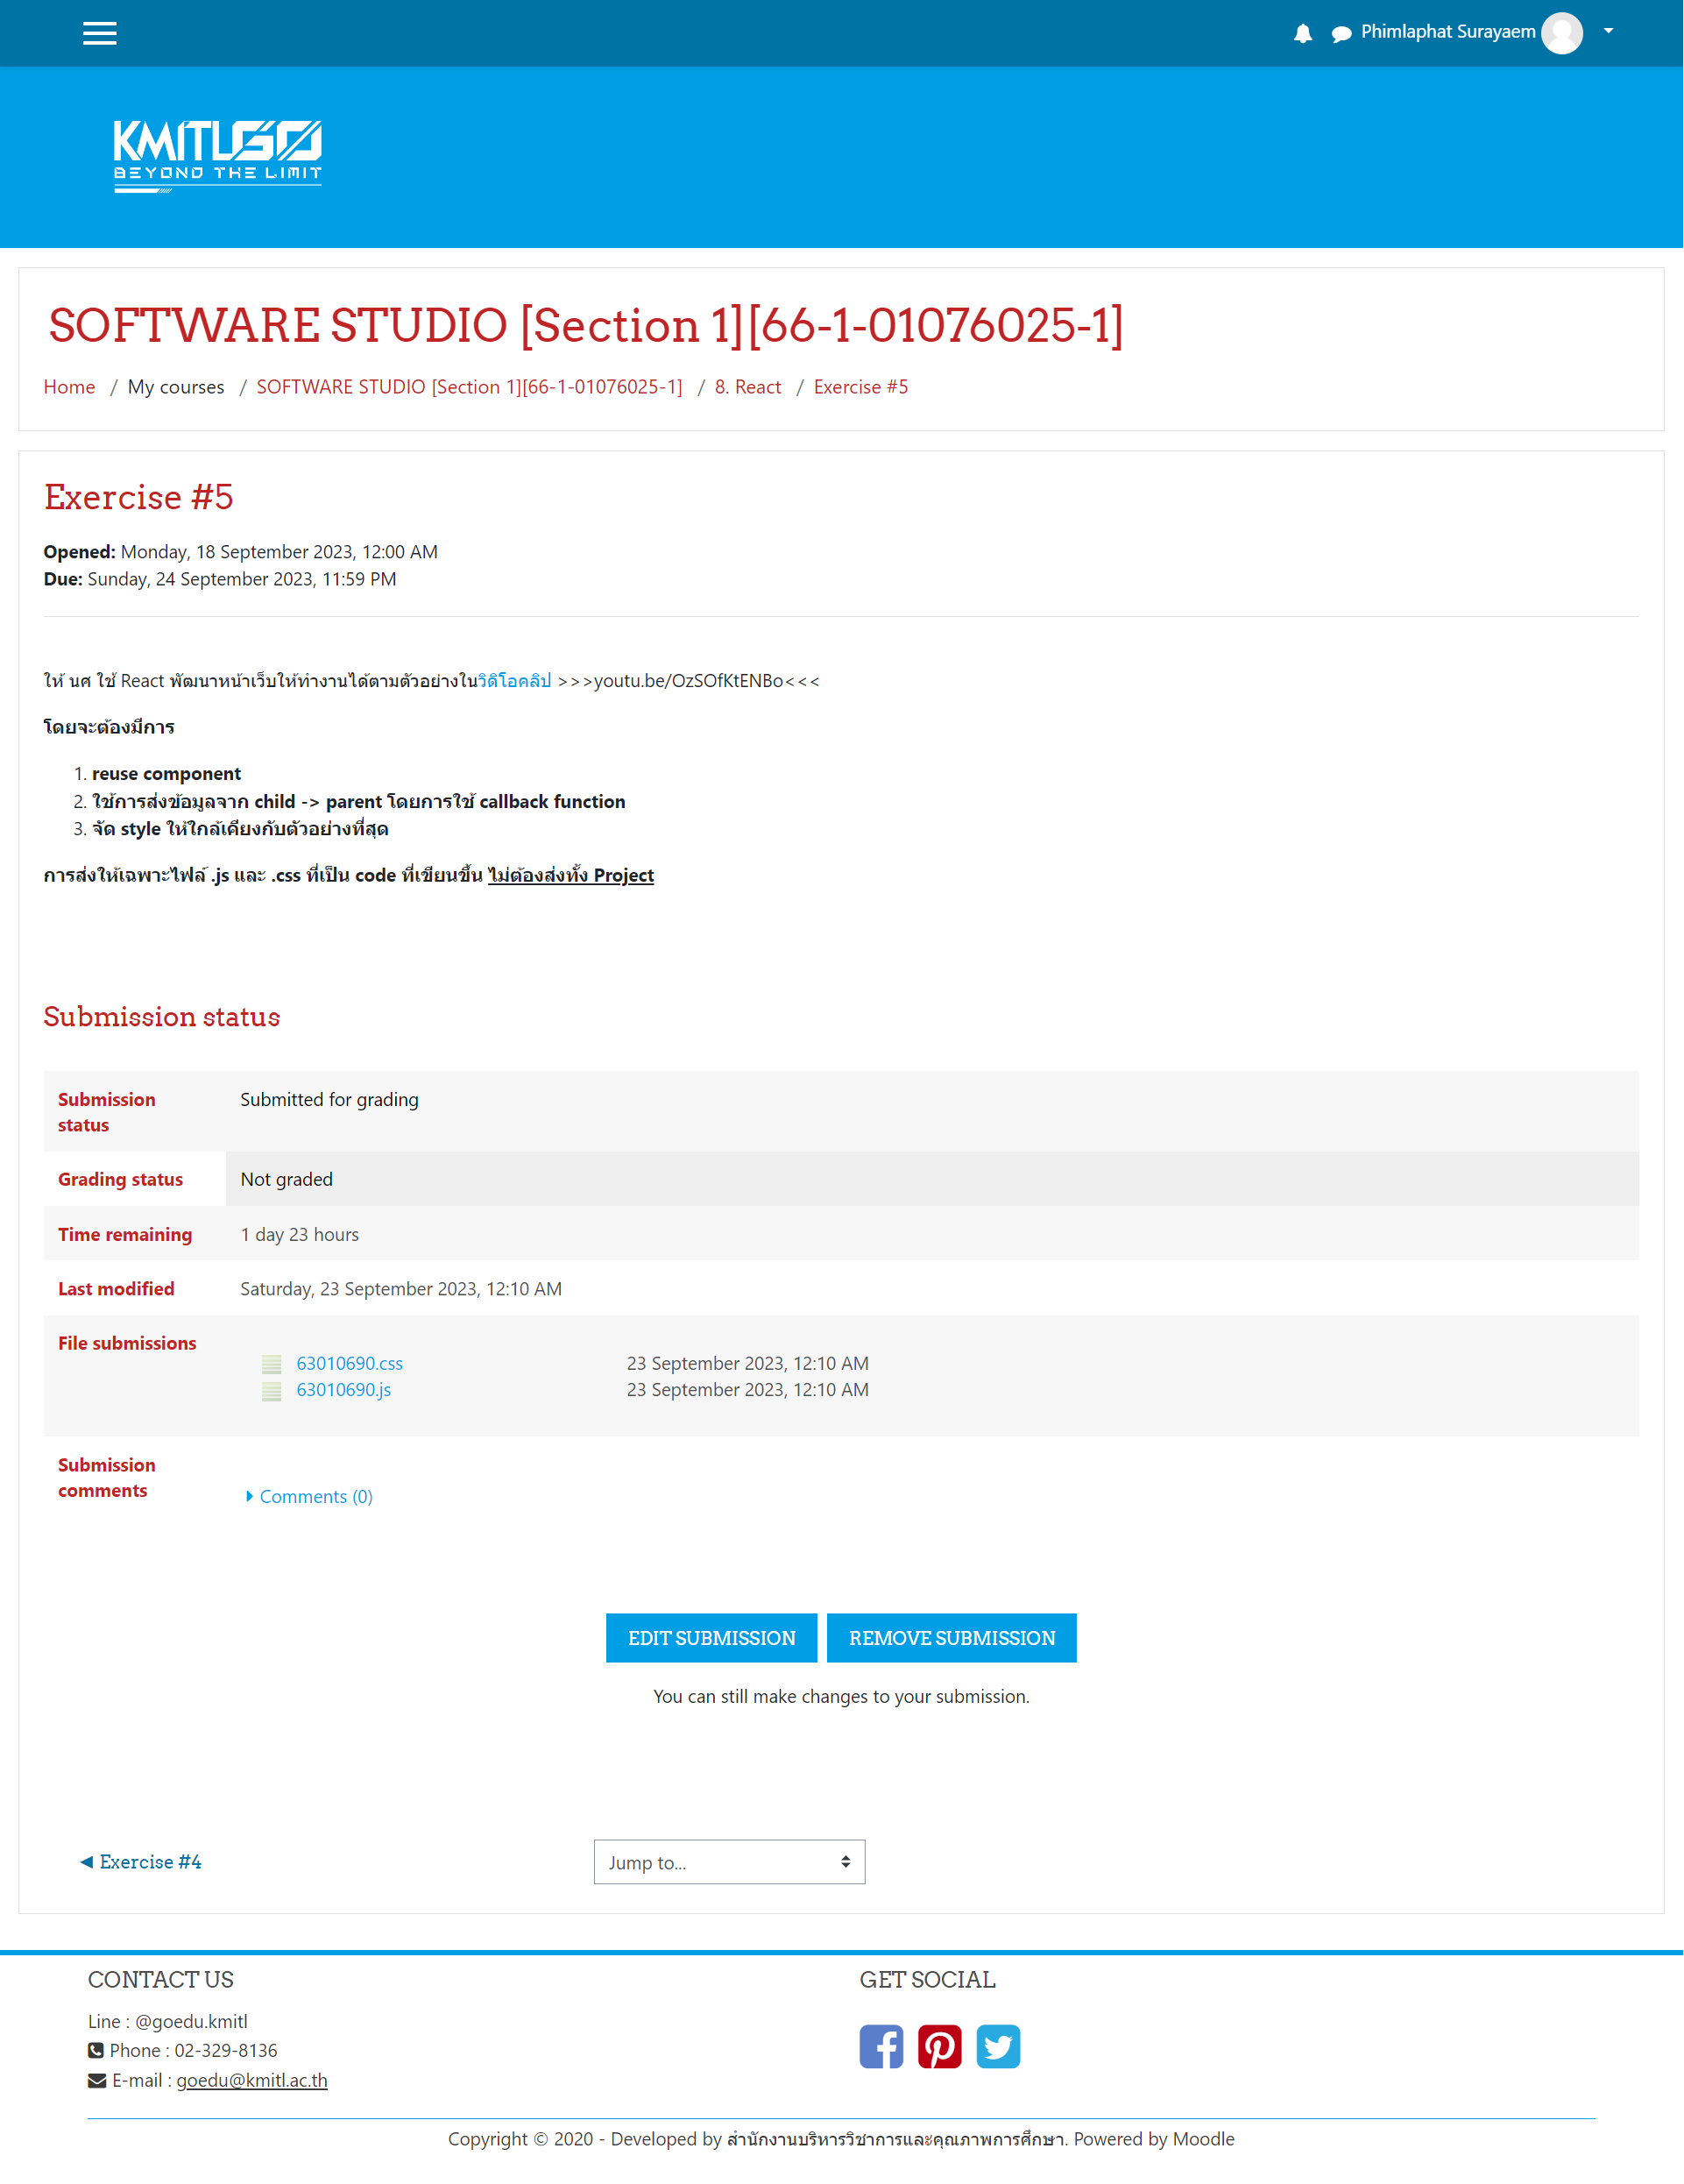 Phimlaphat Surayaem
KMITLGO
BEYOND THE LIMIT
SOFTWARE STUDIO [Section 1][66-1-01076025-1]
Home / My courses / SOFTWARE STUDIO [Section 1][66-1-01076025-1] / 8. React / Exercise #5
Exercise #5
Opened: Monday, 18 September 2023, 12:00 AM
Due: Sunday, 24 September 2023, 11:59 PM
ให้ นศ ใช้ React พัฒนาหน้าเว็บให้ทำงานได้ตามตัวอย่างในวิดิโอคลิป >>>youtu.be/OzSOfKtENBo<<<
โดยจะต้องมีการ
1. reuse component
2. ใช้การส่งข้อมูลจาก child -> parent โดยการใช้ callback function
3. จัด style ให้ใกล้เคียงกับตัวอย่างที่สุด
การส่งให้เฉพาะไฟล์ .js และ .css ที่เป็น code ที่เขียนขึ้น ไม่ต้องส่งทั้ง Project
Submission status
Submission status Submitted for grading
Grading status Not graded
Time remaining 1 day 23 hours
Last modified Saturday, 23 September 2023, 12:10 AM
File submissions
63010690.css 23 September 2023, 12:10 AM
63010690.js 23 September 2023, 12:10 AM
Submission comments
Comments (0)
EDIT SUBMISSION REMOVE SUBMISSION
You can still make changes to your submission.
◀ Exercise #4 Jump to...
CONTACT US
Line : @goedu.kmitl
Phone : 02-329-8136
E-mail : goedu@kmitl.ac.th
GET SOCIAL
Copyright © 2020 - Developed by สำนักงานบริหารวิชาการและคุณภาพการศึกษา. Powered by Moodle